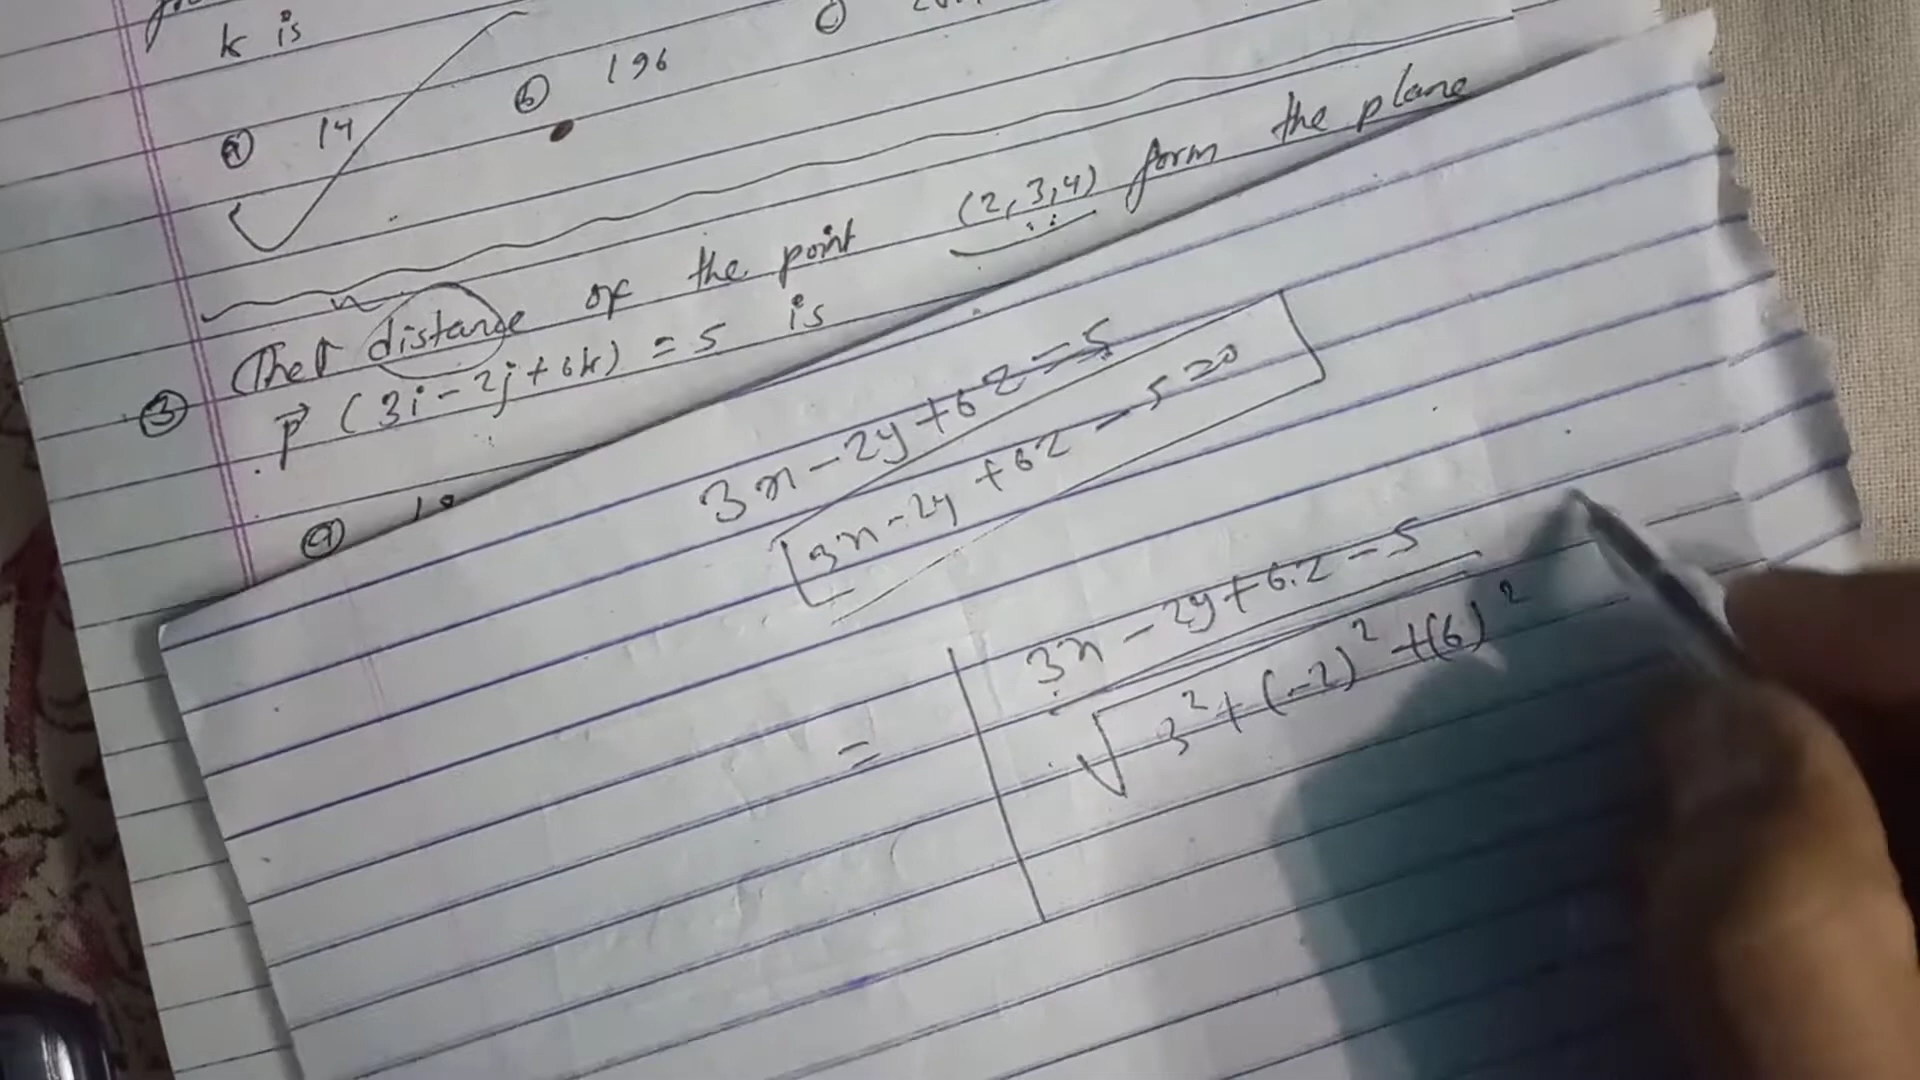 k is
ⓐ 14 ⓑ 196 ⓒ
③ The distance of the point (2,3,4) form the plane
p⃗ (3i-2j+6k) = 5 is
ⓐ
3x-2y+6z=5
3x-2y+6z-5=0
= | 3x-2y+6z-5
√3²+(-2)²+(6)²